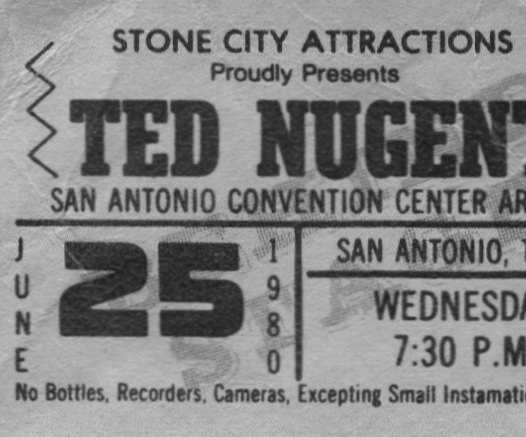 STONE CITY ATTRACTIONS
Proudly Presents
TED NUGENT
SAN ANTONIO CONVENTION CENTER AR
JUNE 25 1980
SAN ANTONIO, T
WEDNESDA
7:30 P.M
No Bottles, Recorders, Cameras, Excepting Small Instamati